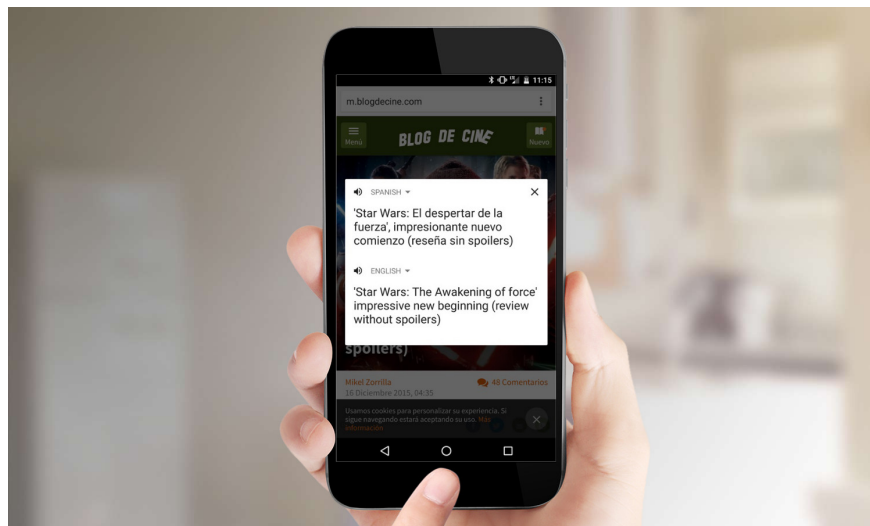 11:15
m.blogdecine.com
Menú
BLOG DE CINE
Nuevo
SPANISH
'Star Wars: El despertar de la
fuerza', impresionante nuevo
comienzo (reseña sin spoilers)
ENGLISH
'Star Wars: The Awakening of force'
impressive new beginning (review
without spoilers)
spoilers)
Mikel Zorrilla
48 Comentarios
16 Diciembre 2015, 04:35
Usamos cookies para personalizar su experiencia. Si
sigue navegando estará aceptando su uso. Más
información